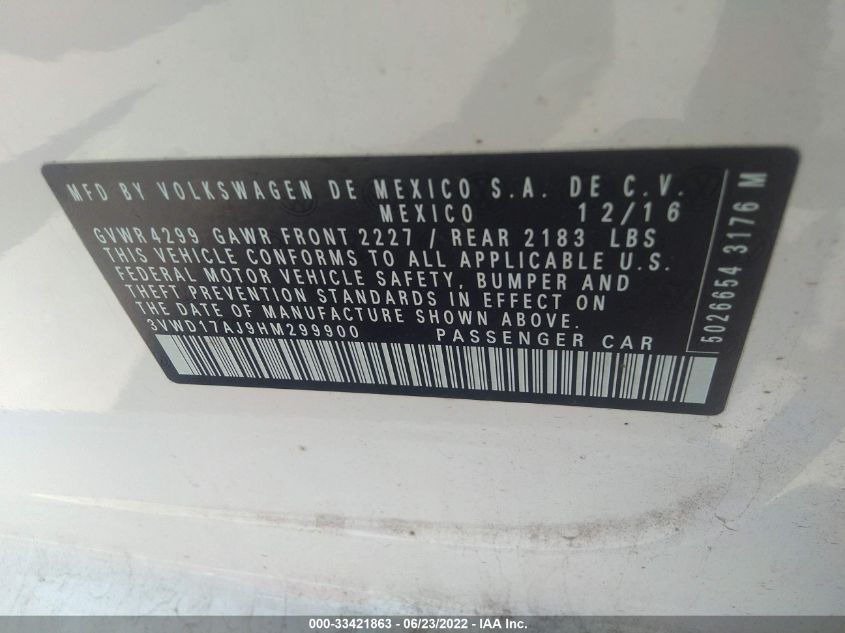 MFD BY VOLKSWAGEN DE MEXICO S.A. DE C.V.
MEXICO 12/16
GVWR 4299 GAWR FRONT 2227 / REAR 2183 LBS
THIS VEHICLE CONFORMS TO ALL APPLICABLE U.S.
FEDERAL MOTOR VEHICLE SAFETY, BUMPER AND
THEFT PREVENTION STANDARDS IN EFFECT ON
THE DATE OF MANUFACTURE SHOWN ABOVE.
3VWD17AJ9HM299900 PASSENGER CAR
5026654 3176 M
000-33421863 - 06/23/2022 - IAA Inc.